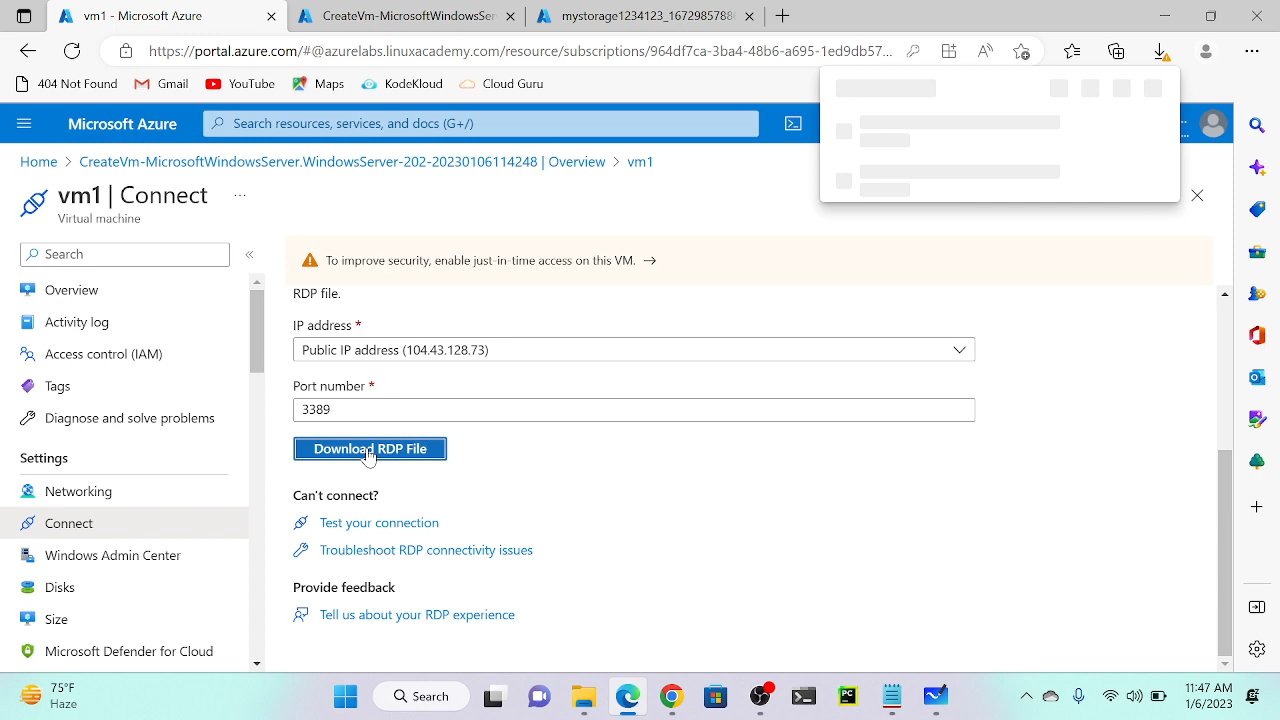 vm1 - Microsoft Azure
CreateVm-MicrosoftWindowsSer
mystorage1234123_1672985788
https://portal.azure.com/#@azurelabs.linuxacademy.com/resource/subscriptions/964df7ca-3ba4-48b6-a695-1ed9db57...
404 Not Found
Gmail
YouTube
Maps
KodeKloud
Cloud Guru
Microsoft Azure
Search resources, services, and docs (G+/)
Home > CreateVm-MicrosoftWindowsServer.WindowsServer-202-20230106114248 | Overview > vm1
vm1 | Connect ...
Virtual machine
Search
Overview
Activity log
Access control (IAM)
Tags
Diagnose and solve problems
Settings
Networking
Connect
Windows Admin Center
Disks
Size
Microsoft Defender for Cloud
To improve security, enable just-in-time access on this VM. →
RDP file.
IP address *
Public IP address (104.43.128.73)
Port number *
3389
Download RDP File
Can't connect?
Test your connection
Troubleshoot RDP connectivity issues
Provide feedback
Tell us about your RDP experience
75°F
Haze
Search
PC
11:47 AM
1/6/2023